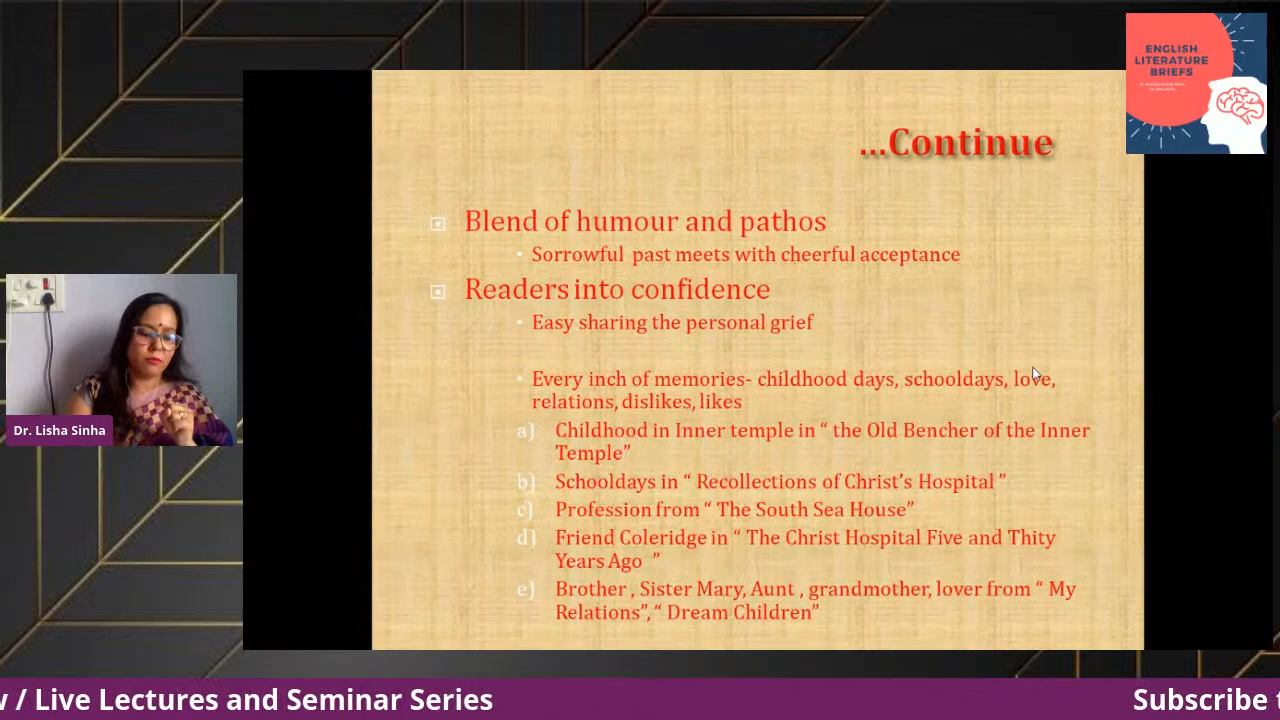 ENGLISH
LITERATURE
BRIEFS
...Continue
Blend of humour and pathos
Sorrowful past meets with cheerful acceptance
Readers into confidence
Easy sharing the personal grief
Every inch of memories- childhood days, schooldays, love,
relations, dislikes, likes
a) Childhood in Inner temple in “ the Old Bencher of the Inner
Temple”
b) Schooldays in “ Recollections of Christ’s Hospital ”
c) Profession from “ The South Sea House”
d) Friend Coleridge in “ The Christ Hospital Five and Thity
Years Ago ”
e) Brother , Sister Mary, Aunt , grandmother, lover from “ My
Relations”, “ Dream Children”
Dr. Lisha Sinha
/ Live Lectures and Seminar Series
Subscribe